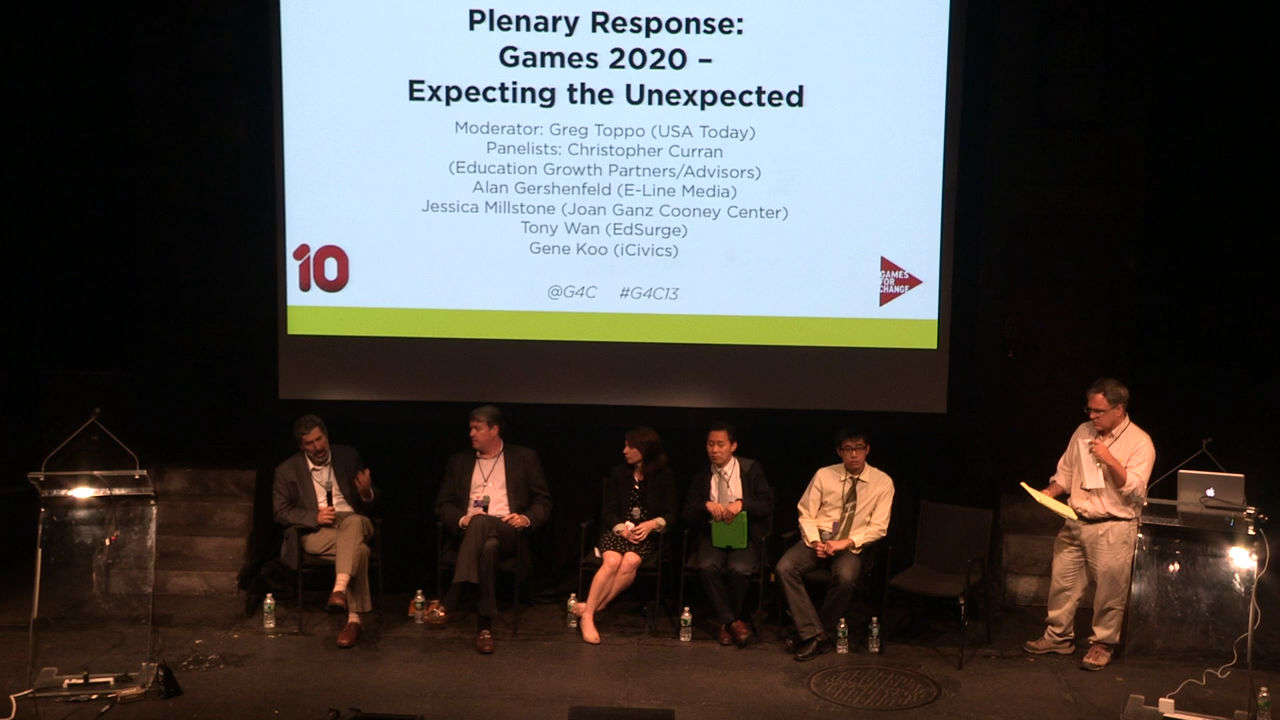 Plenary Response:
Games 2020 –
Expecting the Unexpected
Moderator: Greg Toppo (USA Today)
Panelists: Christopher Curran
(Education Growth Partners/Advisors)
Alan Gershenfeld (E-Line Media)
Jessica Millstone (Joan Ganz Cooney Center)
Tony Wan (EdSurge)
Gene Koo (iCivics)
10
GAMES
FOR
CHANGE
@G4C #G4C13